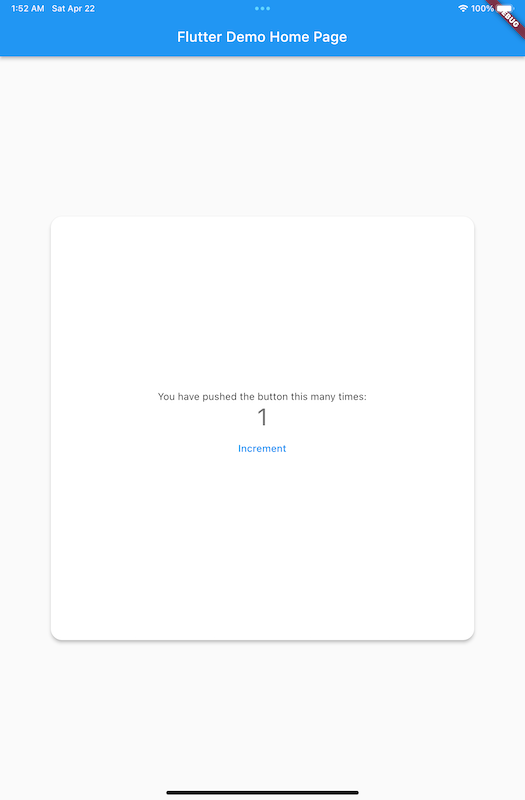 1:52 AM Sat Apr 22
100%
DEBUG
Flutter Demo Home Page
You have pushed the button this many times:
1
Increment